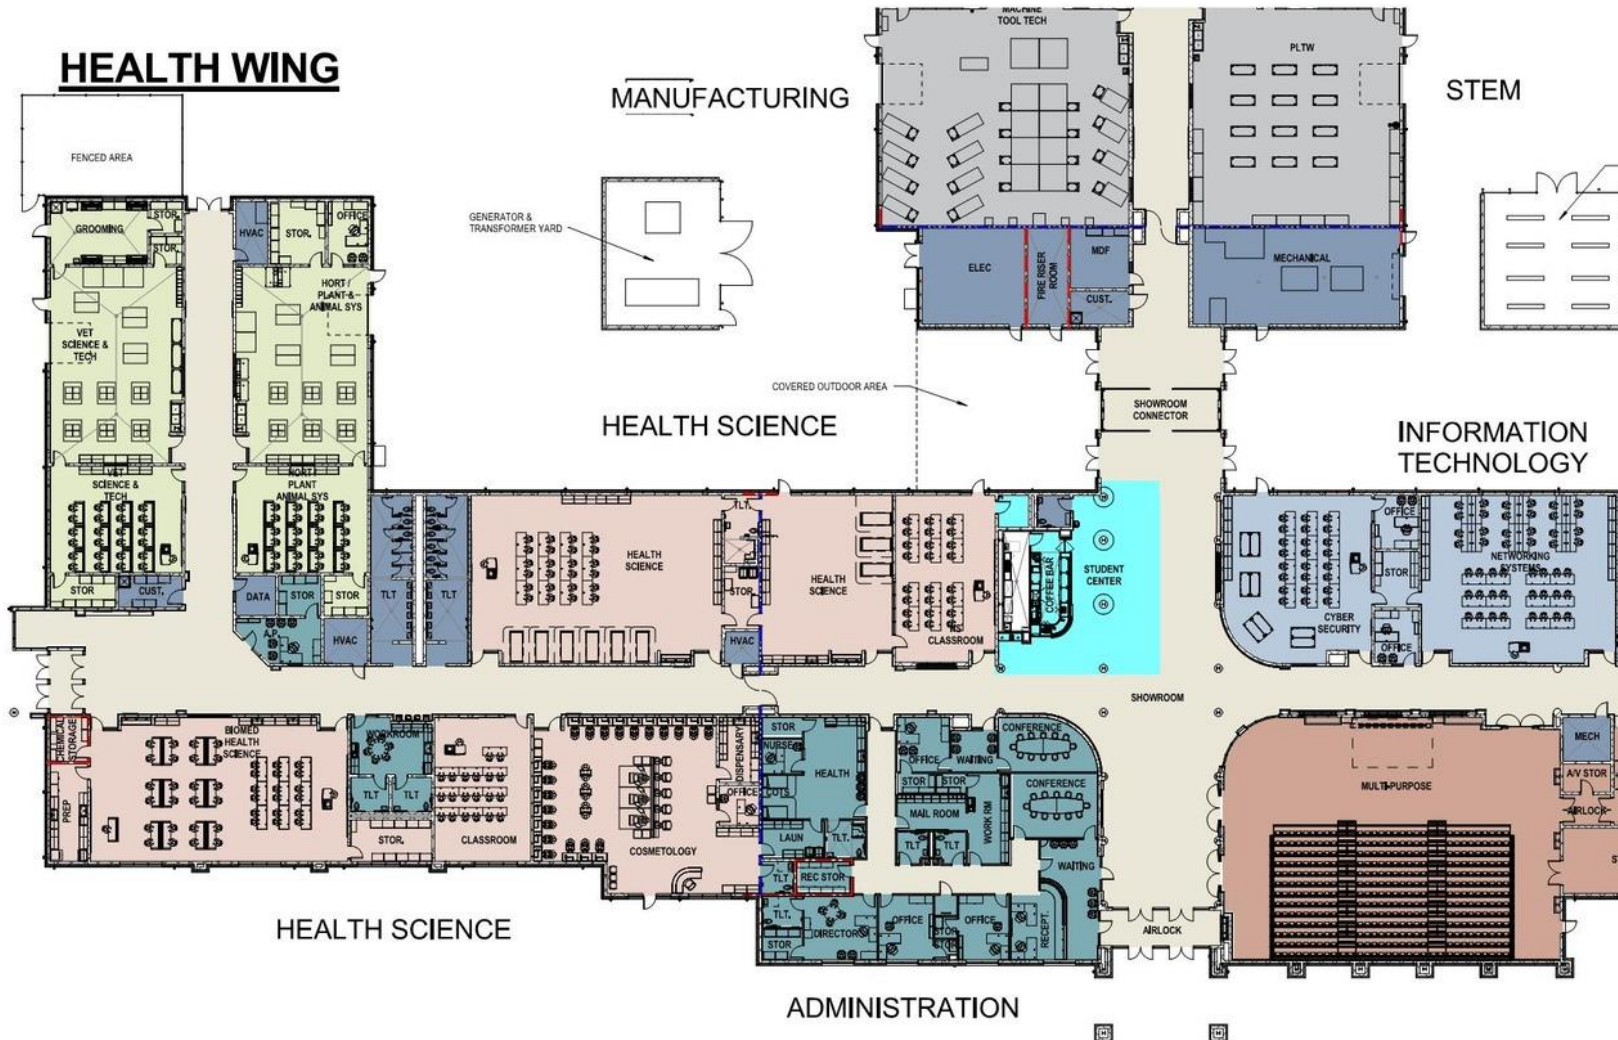 HEALTH WING
MANUFACTURING
STEM
MACHINE
TOOL TECH
PLTW
FENCED AREA
GENERATOR &
TRANSFORMER YARD
GROOMING
STOR.
STOR.
HVAC
STOR.
OFFICE
HORT /
PLANT &
ANIMAL SYS
VET
SCIENCE &
TECH
ELEC
FIRE RISER
ROOM
MDF
CUST.
MECHANICAL
COVERED OUTDOOR AREA
SHOWROOM
CONNECTOR
HEALTH SCIENCE
INFORMATION
TECHNOLOGY
VET
SCIENCE &
TECH
HORT /
PLANT
ANIMAL SYS
STOR
CUST.
DATA
STOR
STOR
A.P.
HVAC
TLT
TLT
HEALTH
SCIENCE
TLT.
STOR
HVAC
HEALTH
SCIENCE
CLASSROOM
COFFEE BAR
STUDENT
CENTER
CYBER
SECURITY
OFFICE
STOR
OFFICE
NETWORKING
SYSTEMS
SHOWROOM
CHEMICAL
STORAGE
PREP
BIOMED
HEALTH
SCIENCE
WORKROOM
TLT
TLT
STOR.
CLASSROOM
COSMETOLOGY
DISPENSARY
OFFICE
STOR
NURSE
COTS
HEALTH
LAUN
TLT.
TLT
REC STOR
OFFICE
WAITING
STOR
STOR
MAIL ROOM
WORK RM
TLT
TLT
CONFERENCE
CONFERENCE
WAITING
TLT.
STOR
DIRECTOR
OFFICE
STOR
STOR
OFFICE
RECEPT.
AIRLOCK
MULTI-PURPOSE
MECH
A/V STOR
AIRLOCK
HEALTH SCIENCE
ADMINISTRATION